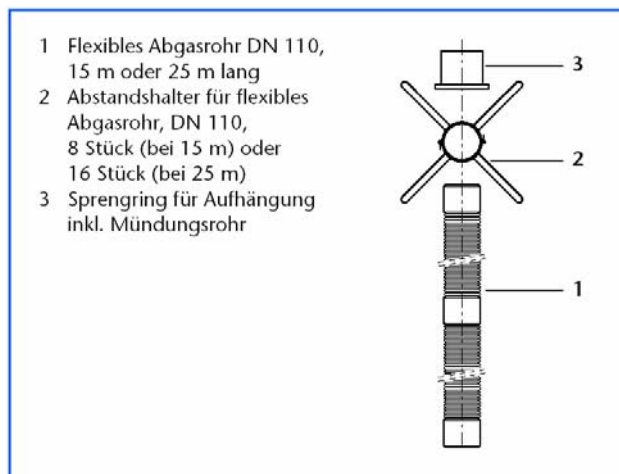 1 Flexibles Abgasrohr DN 110,
15 m oder 25 m lang
2 Abstandshalter für flexibles
Abgasrohr, DN 110,
8 Stück (bei 15 m) oder
16 Stück (bei 25 m)
3 Sprengring für Aufhängung
inkl. Mündungsrohr
3
2
1